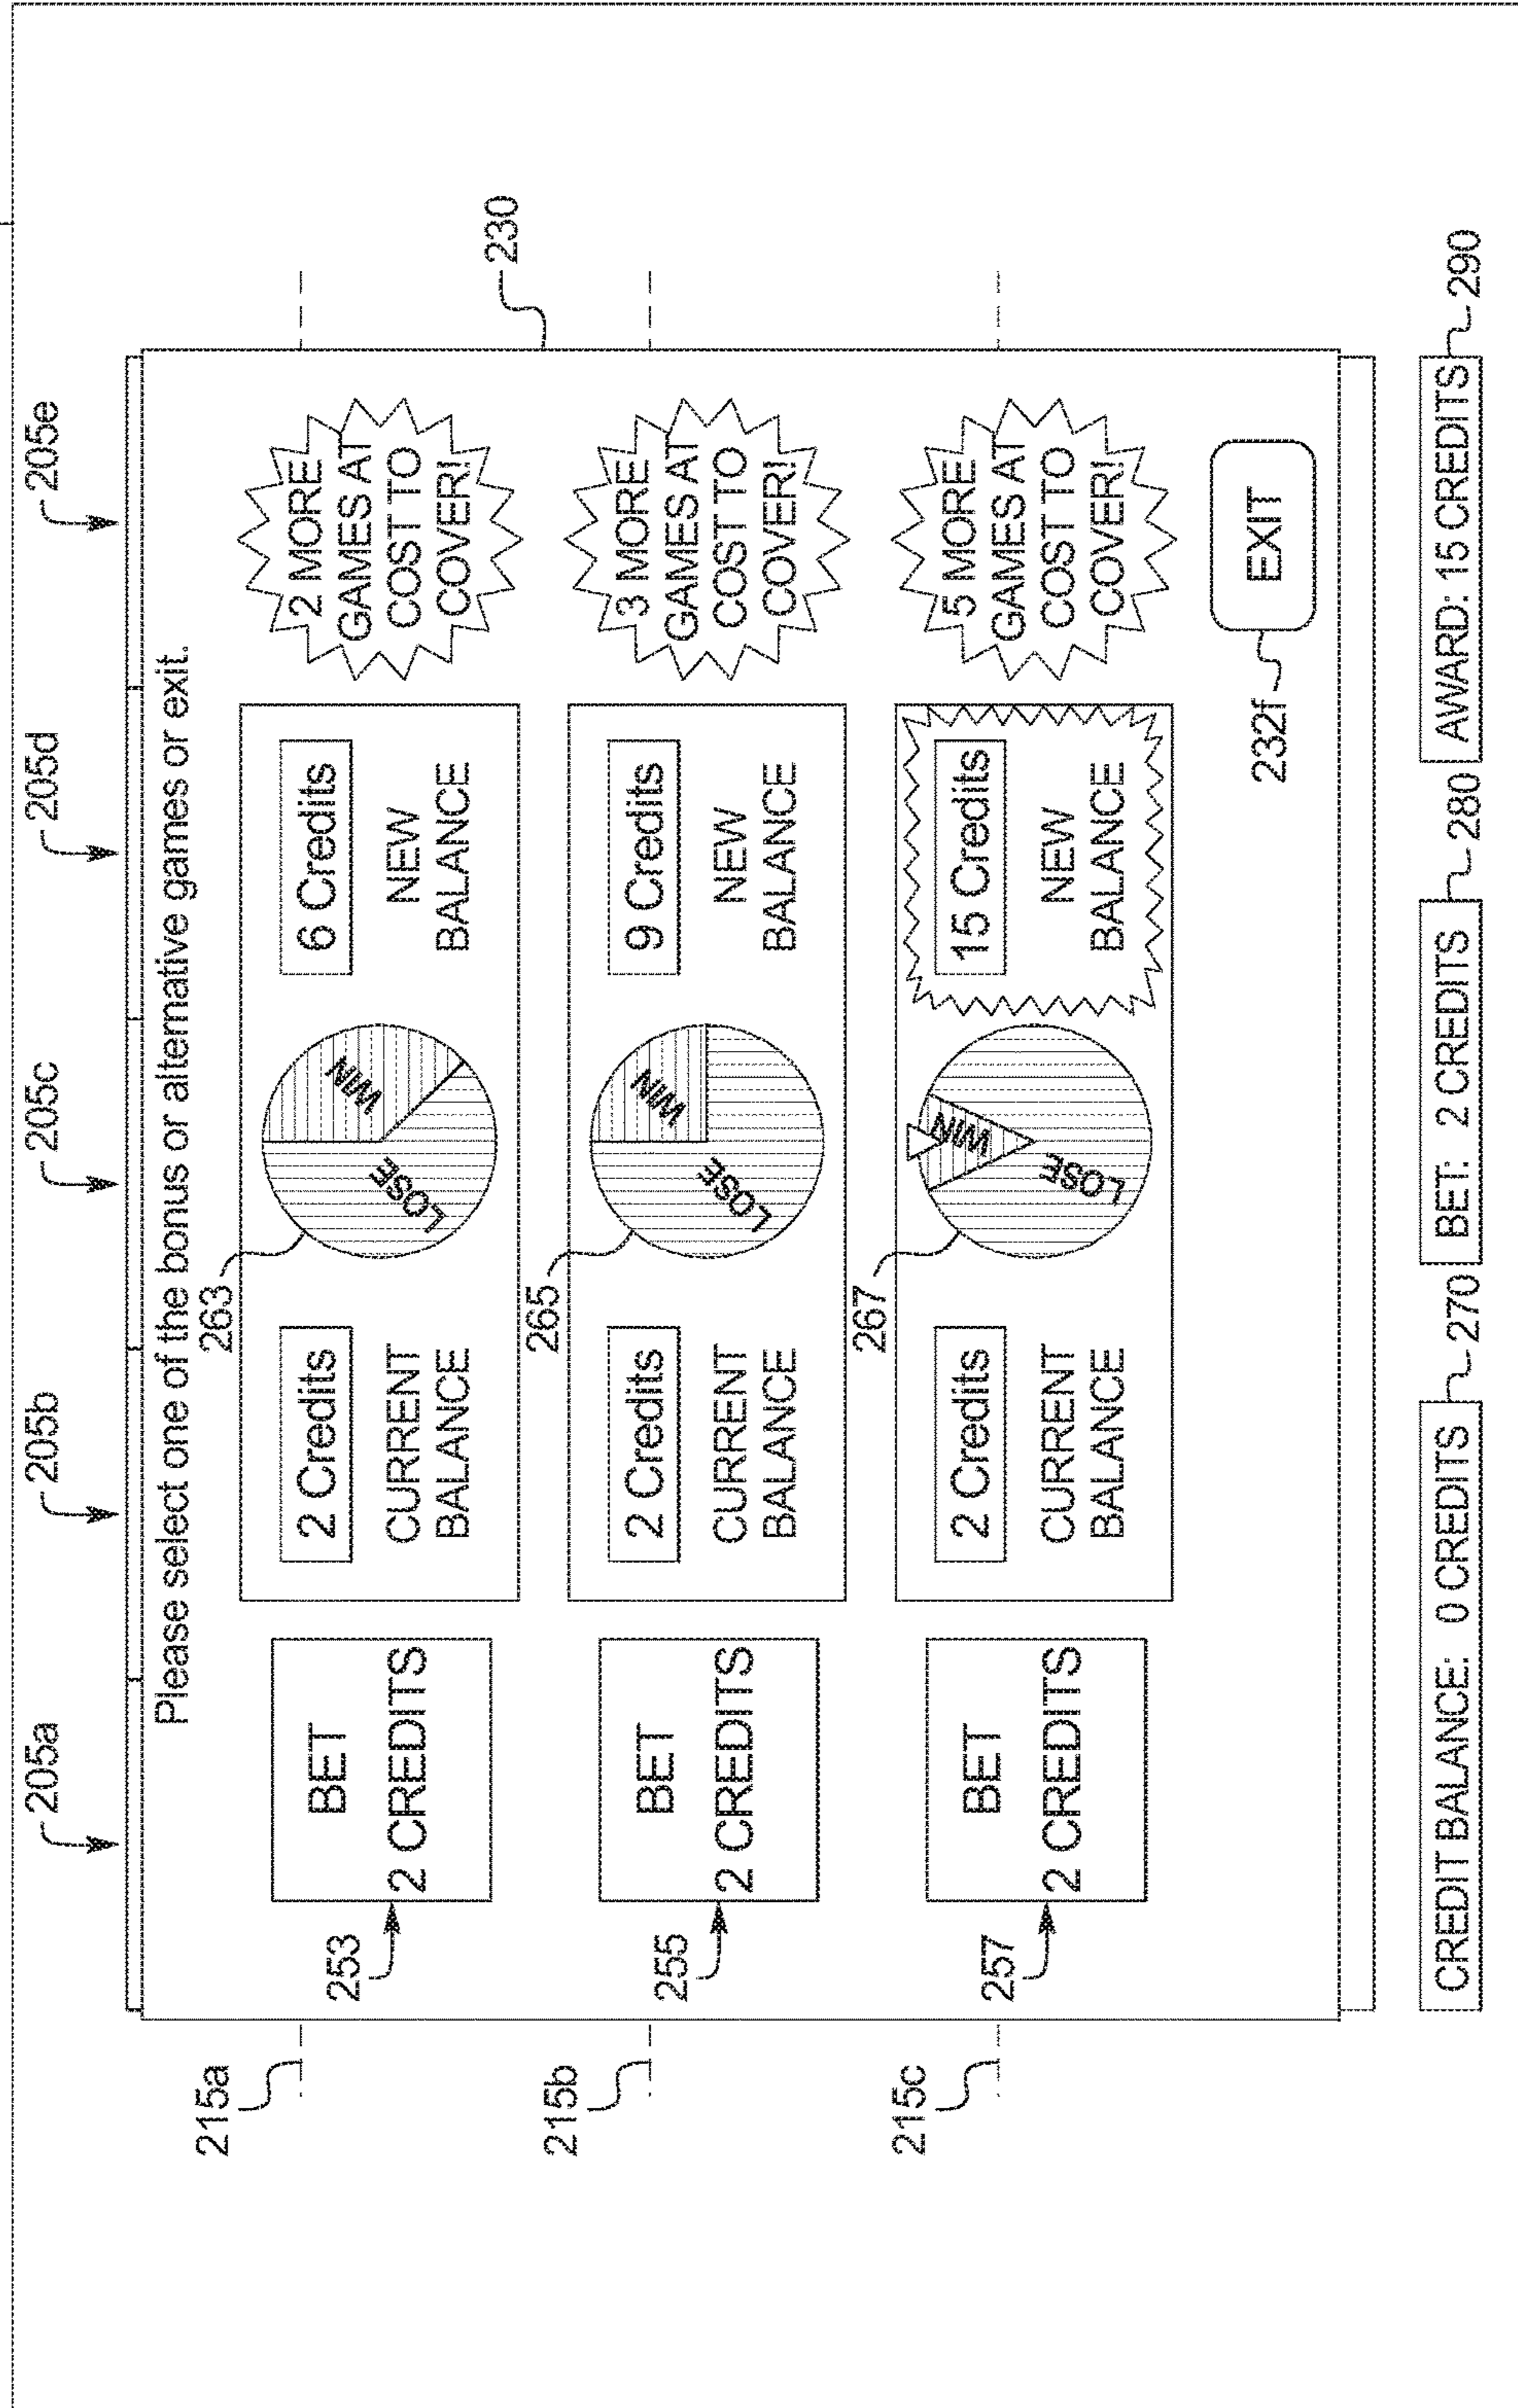 205a
205b
205c
205d
205e
Please select one of the bonus or alternative games or exit.
230
215a
253
BET
2 CREDITS
2 Credits
CURRENT
BALANCE
263
WIN
LOSE
6 Credits
NEW
BALANCE
2 MORE
GAMES AT
COST TO
COVER!
215b
255
BET
2 CREDITS
2 Credits
CURRENT
BALANCE
265
WIN
LOSE
9 Credits
NEW
BALANCE
3 MORE
GAMES AT
COST TO
COVER!
215c
257
BET
2 CREDITS
2 Credits
CURRENT
BALANCE
267
WIN
LOSE
15 Credits
NEW
BALANCE
5 MORE
GAMES AT
COST TO
COVER!
232f
EXIT
CREDIT BALANCE: 0 CREDITS
270
BET: 2 CREDITS
280
AWARD: 15 CREDITS
290